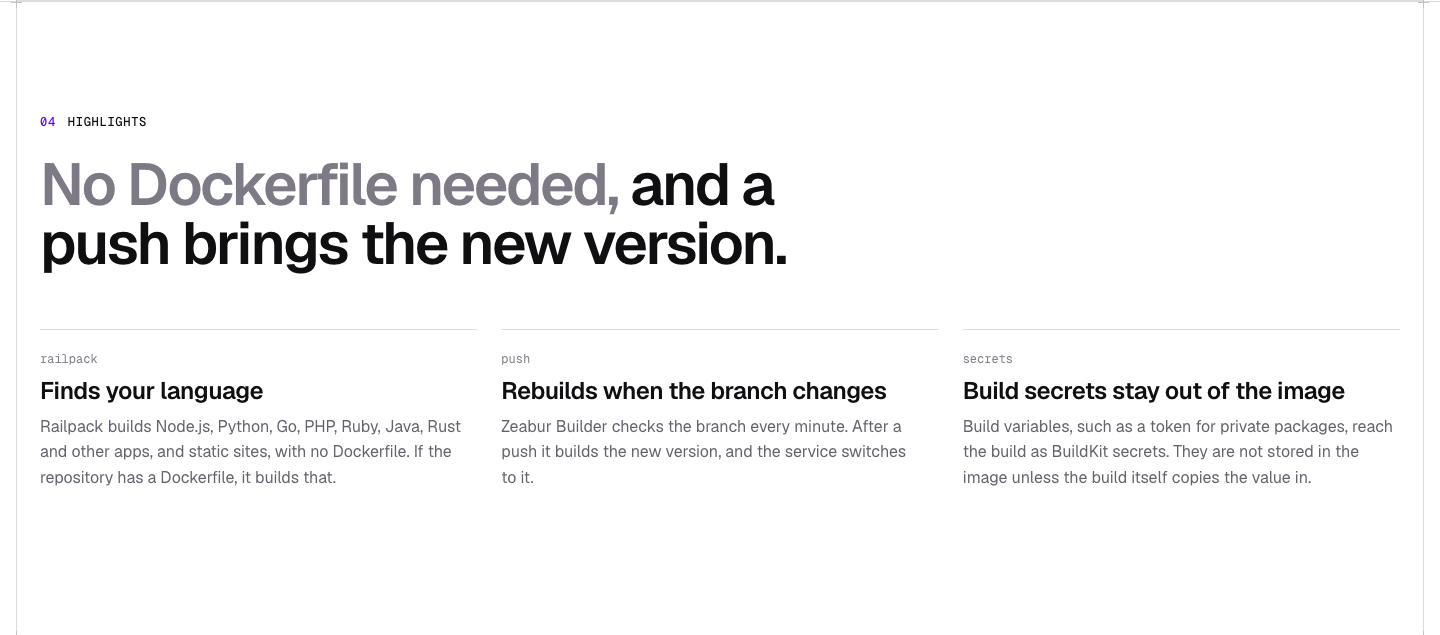 04 HIGHLIGHTS
No Dockerfile needed, and a
push brings the new version.
railpack
Finds your language
Railpack builds Node.js, Python, Go, PHP, Ruby, Java, Rust
and other apps, and static sites, with no Dockerfile. If the
repository has a Dockerfile, it builds that.
push
Rebuilds when the branch changes
Zeabur Builder checks the branch every minute. After a
push it builds the new version, and the service switches
to it.
secrets
Build secrets stay out of the image
Build variables, such as a token for private packages, reach
the build as BuildKit secrets. They are not stored in the
image unless the build itself copies the value in.